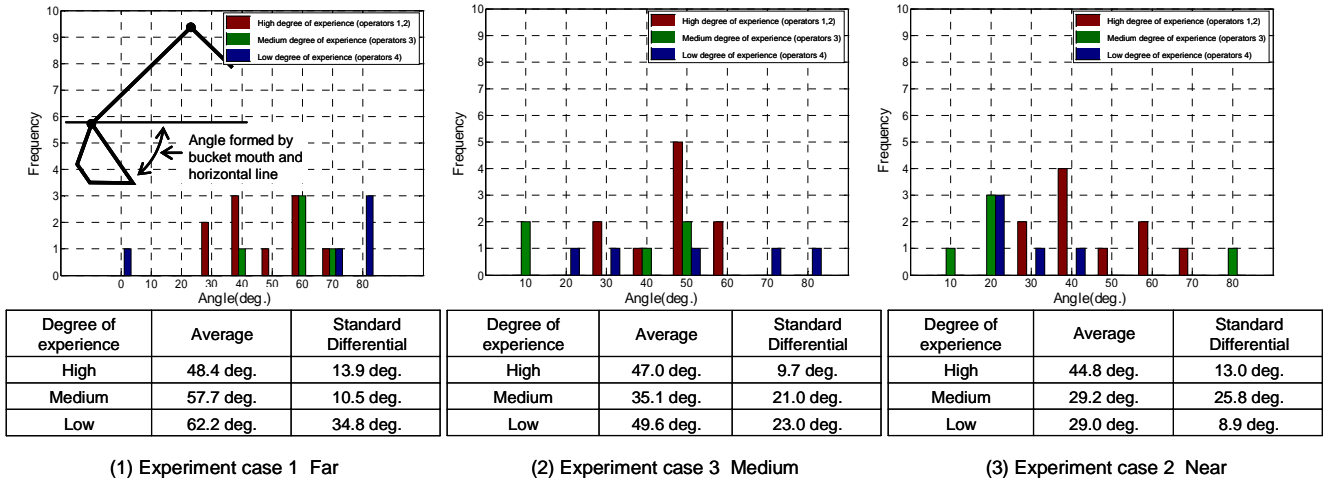 10
9
8
7
6
5
4
3
2
1
0
Frequency
High degree of experience (operators 1,2)
Medium degree of experience (operators 3)
Low degree of experience (operators 4)
Angle formed by
bucket mouth and
horizontal line
0 10 20 30 40 50 60 70 80
Angle(deg.)
Degree of experience Average Standard Differential
High 48.4 deg. 13.9 deg.
Medium 57.7 deg. 10.5 deg.
Low 62.2 deg. 34.8 deg.
(1) Experiment case 1 Far
10
9
8
7
6
5
4
3
2
1
0
Frequency
High degree of experience (operators 1,2)
Medium degree of experience (operators 3)
Low degree of experience (operators 4)
10 20 30 40 50 60 70 80
Angle(deg.)
Degree of experience Average Standard Differential
High 47.0 deg. 9.7 deg.
Medium 35.1 deg. 21.0 deg.
Low 49.6 deg. 23.0 deg.
(2) Experiment case 3 Medium
10
9
8
7
6
5
4
3
2
1
0
Frequency
High degree of experience (operators 1,2)
Medium degree of experience (operators 3)
Low degree of experience (operators 4)
10 20 30 40 50 60 70 80
Angle(deg.)
Degree of experience Average Standard Differential
High 44.8 deg. 13.0 deg.
Medium 29.2 deg. 25.8 deg.
Low 29.0 deg. 8.9 deg.
(3) Experiment case 2 Near